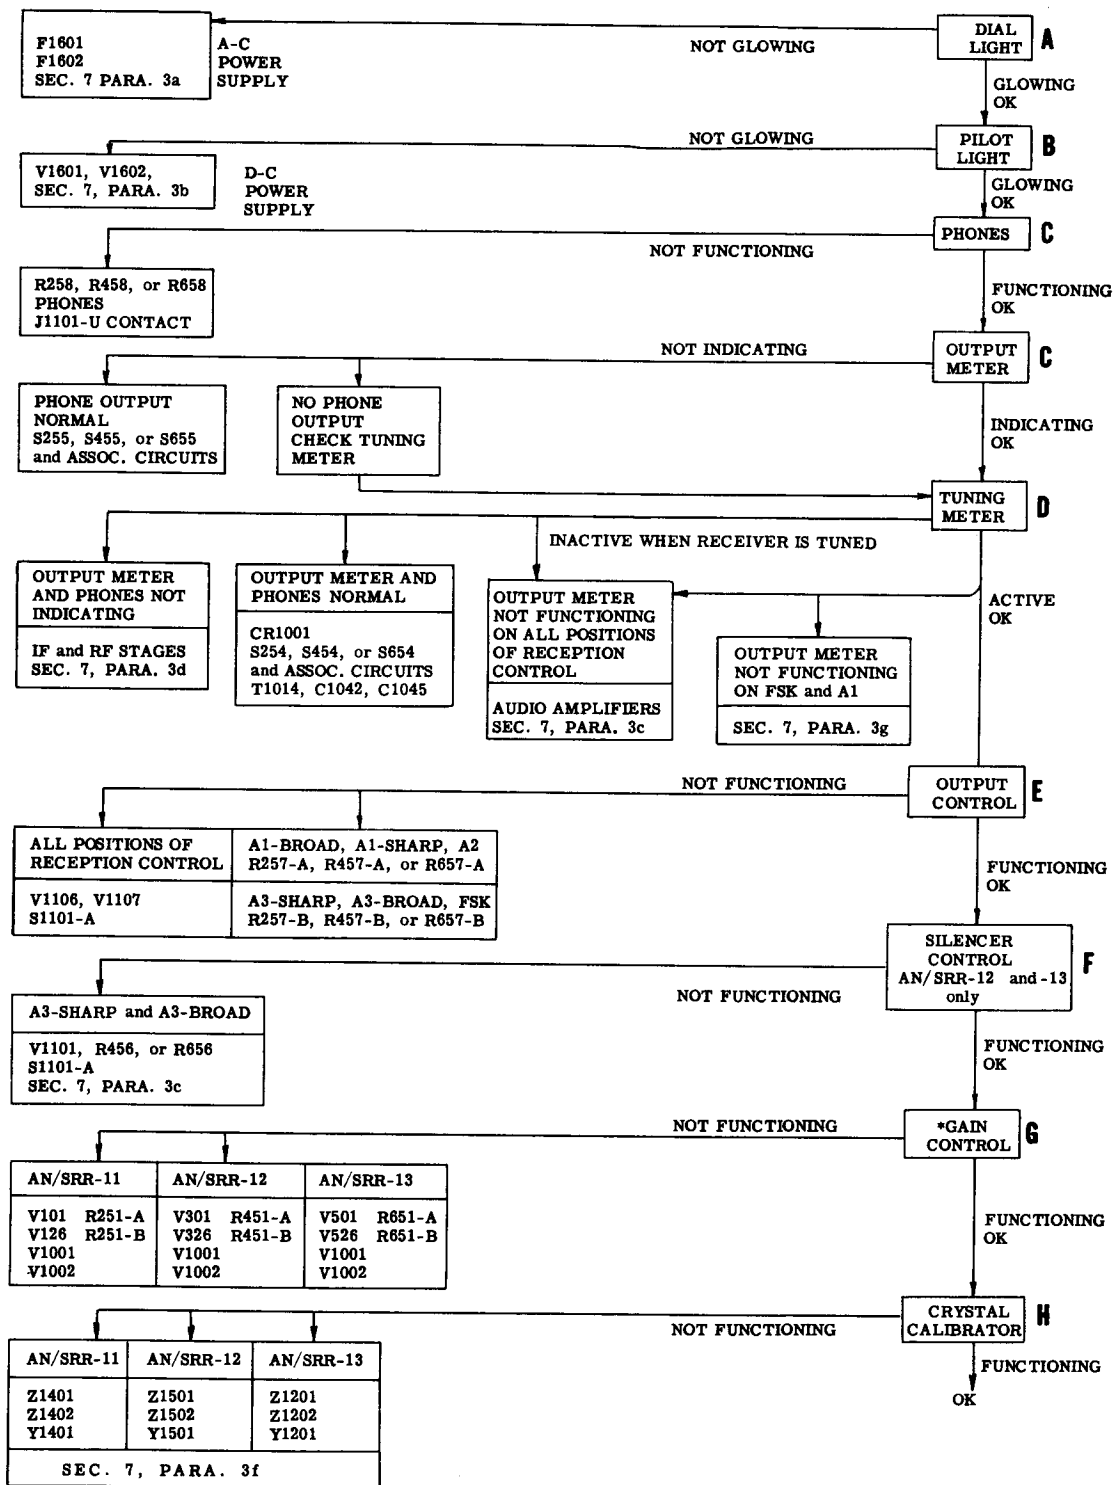 DIAL
LIGHT
A
NOT GLOWING
F1601
F1602
SEC. 7 PARA. 3a
A-C
POWER
SUPPLY
GLOWING
OK
PILOT
LIGHT
B
NOT GLOWING
V1601, V1602,
SEC. 7, PARA. 3b
D-C
POWER
SUPPLY
GLOWING
OK
PHONES
C
NOT FUNCTIONING
R258, R458, or R658
PHONES
J1101-U CONTACT
FUNCTIONING
OK
OUTPUT
METER
C
NOT INDICATING
PHONE OUTPUT
NORMAL
S255, S455, or S655
and ASSOC. CIRCUITS
NO PHONE
OUTPUT
CHECK TUNING
METER
INDICATING
OK
TUNING
METER
D
INACTIVE WHEN RECEIVER IS TUNED
OUTPUT METER
AND PHONES NOT
INDICATING
IF and RF STAGES
SEC. 7, PARA. 3d
OUTPUT METER AND
PHONES NORMAL
CR1001
S254, S454, or S654
and ASSOC. CIRCUITS
T1014, C1042, C1045
OUTPUT METER
NOT FUNCTIONING
ON ALL POSITIONS
OF RECEPTION
CONTROL
AUDIO AMPLIFIERS
SEC. 7, PARA. 3c
OUTPUT METER
NOT FUNCTIONING
ON FSK and A1
SEC. 7, PARA. 3g
ACTIVE
OK
OUTPUT
CONTROL
E
NOT FUNCTIONING
ALL POSITIONS OF
RECEPTION CONTROL
V1106, V1107
S1101-A
A1-BROAD, A1-SHARP, A2
R257-A, R457-A, or R657-A
A3-SHARP, A3-BROAD, FSK
R257-B, R457-B, or R657-B
FUNCTIONING
OK
SILENCER
CONTROL
AN/SRR-12 and -13
only
F
NOT FUNCTIONING
A3-SHARP and A3-BROAD
V1101, R456, or R656
S1101-A
SEC. 7, PARA. 3c
FUNCTIONING
OK
*GAIN
CONTROL
G
NOT FUNCTIONING
AN/SRR-11
V101 R251-A
V126 R251-B
V1001
V1002
AN/SRR-12
V301 R451-A
V326 R451-B
V1001
V1002
AN/SRR-13
V501 R651-A
V526 R651-B
V1001
V1002
FUNCTIONING
OK
CRYSTAL
CALIBRATOR
H
NOT FUNCTIONING
AN/SRR-11
Z1401
Z1402
Y1401
AN/SRR-12
Z1501
Z1502
Y1501
AN/SRR-13
Z1201
Z1202
Y1201
SEC. 7, PARA. 3f
FUNCTIONING
OK